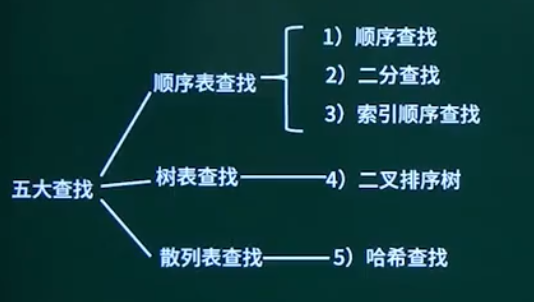 1）顺序查找
顺序表查找
2）二分查找
3）索引顺序查找
五大查找
树表查找
4）二叉排序树
散列表查找
5）哈希查找